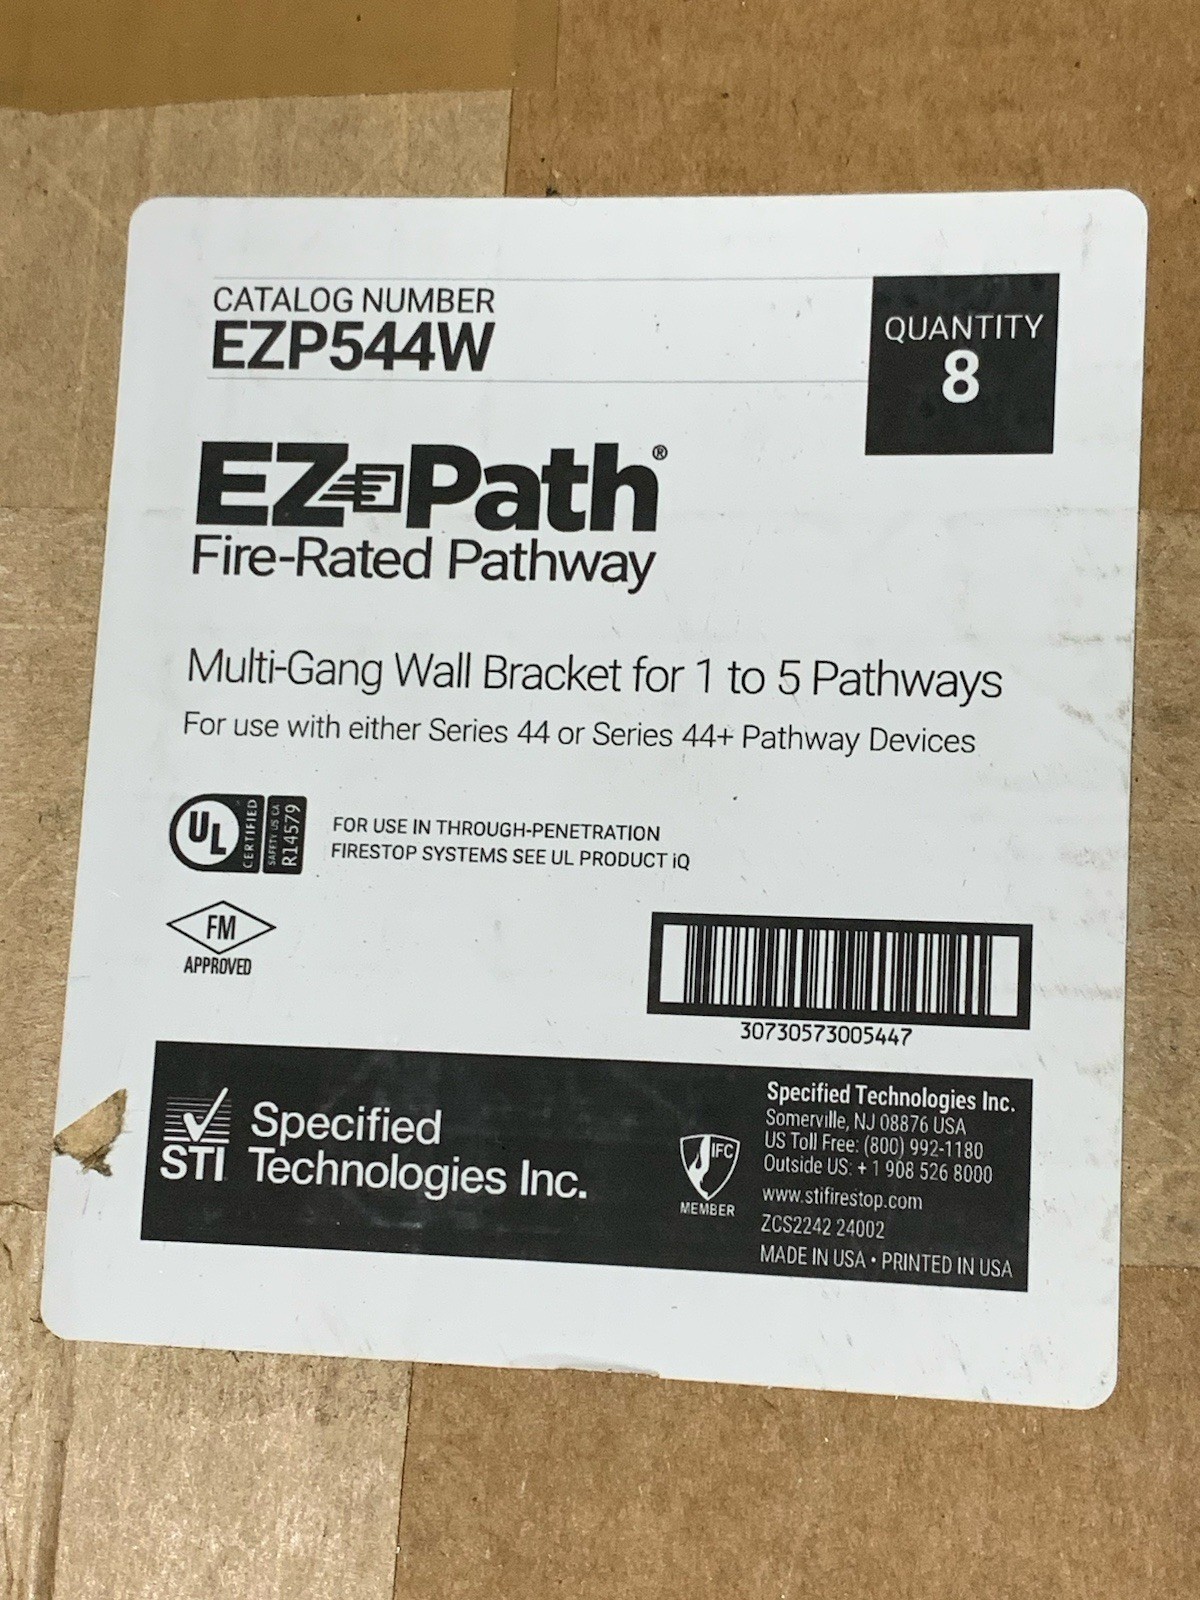 CATALOG NUMBER
EZP544W
QUANTITY
8
EZ Path®
Fire-Rated Pathway
Multi-Gang Wall Bracket for 1 to 5 Pathways
For use with either Series 44 or Series 44+ Pathway Devices
UL
CERTIFIED
SAFETY US CA
R14579
FOR USE IN THROUGH-PENETRATION
FIRESTOP SYSTEMS SEE UL PRODUCT iQ
FM
APPROVED
30730573005447
STI
Specified
Technologies Inc.
IFC
MEMBER
Specified Technologies Inc.
Somerville, NJ 08876 USA
US Toll Free: (800) 992-1180
Outside US: + 1 908 526 8000
www.stifirestop.com
ZCS2242 24002
MADE IN USA • PRINTED IN USA